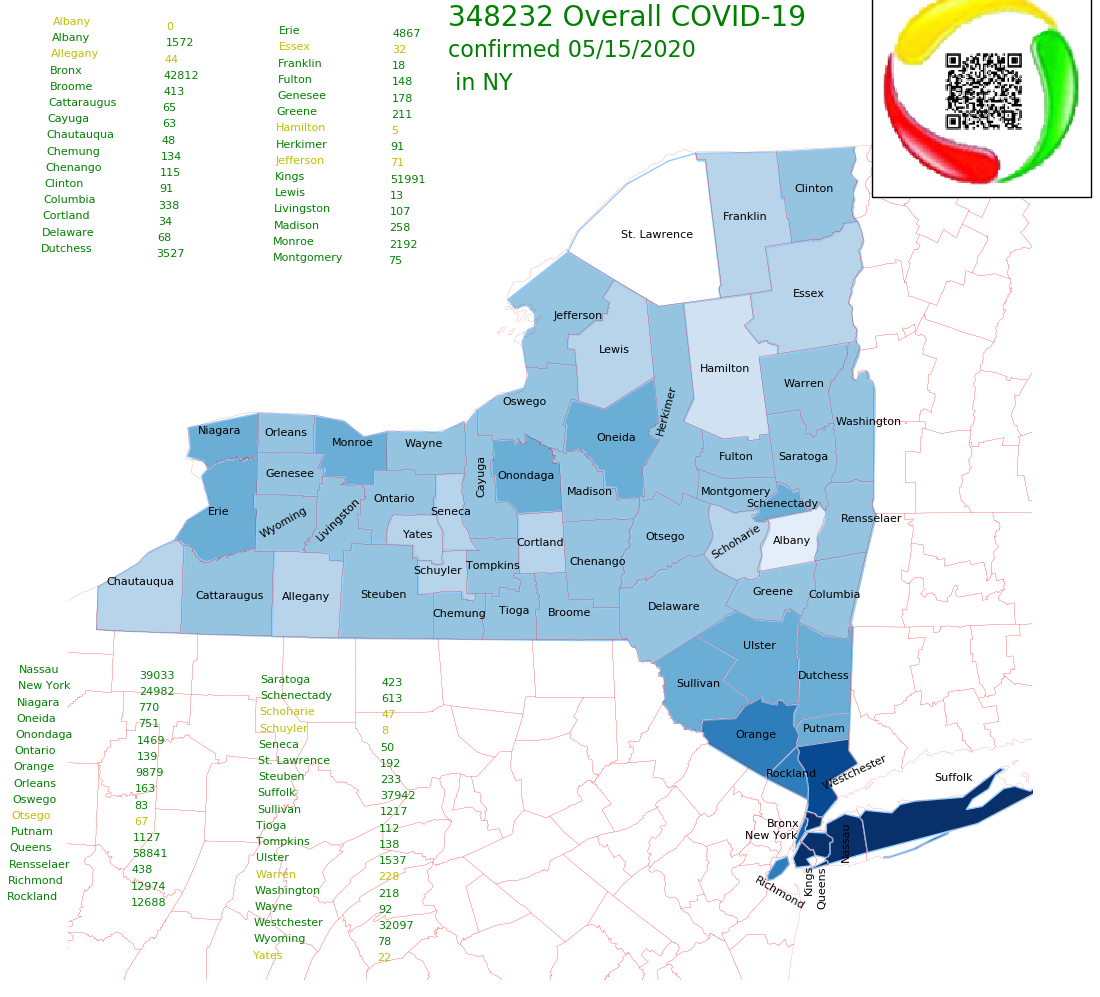 348232 Overall COVID-19
confirmed 05/15/2020
in NY
Albany 0
Albany 1572
Allegany 44
Bronx 42812
Broome 413
Cattaraugus 65
Cayuga 63
Chautauqua 48
Chemung 134
Chenango 115
Clinton 91
Columbia 338
Cortland 34
Delaware 68
Dutchess 3527
Erie 4867
Essex 32
Franklin 18
Fulton 148
Genesee 178
Greene 211
Hamilton 5
Herkimer 91
Jefferson 71
Kings 51991
Lewis 13
Livingston 107
Madison 258
Monroe 2192
Montgomery 75
Clinton
Franklin
St. Lawrence
Essex
Jefferson
Lewis
Hamilton
Warren
Oswego
Herkimer
Washington
Niagara
Orleans
Monroe
Wayne
Oneida
Fulton
Saratoga
Genesee
Cayuga
Onondaga
Madison
Montgomery
Ontario
Schenectady
Erie
Wyoming
Livingston
Seneca
Rensselaer
Yates
Cortland
Otsego
Schoharie
Albany
Chenango
Chautauqua
Schuyler
Tompkins
Cattaraugus
Allegany
Steuben
Greene
Columbia
Chemung
Tioga
Broome
Delaware
Ulster
Sullivan
Dutchess
Orange
Putnam
Rockland
Westchester
Suffolk
Bronx
New York
Nassau
Richmond
Kings
Queens
Nassau 39033
New York 24982
Niagara 770
Oneida 751
Onondaga 1469
Ontario 139
Orange 9879
Orleans 163
Oswego 83
Otsego 67
Putnam 1127
Queens 58841
Rensselaer 438
Richmond 12974
Rockland 12688
Saratoga 423
Schenectady 613
Schoharie 47
Schuyler 8
Seneca 50
St. Lawrence 192
Steuben 233
Suffolk 37942
Sullivan 1217
Tioga 112
Tompkins 138
Ulster 1537
Warren 228
Washington 218
Wayne 92
Westchester 32097
Wyoming 78
Yates 22